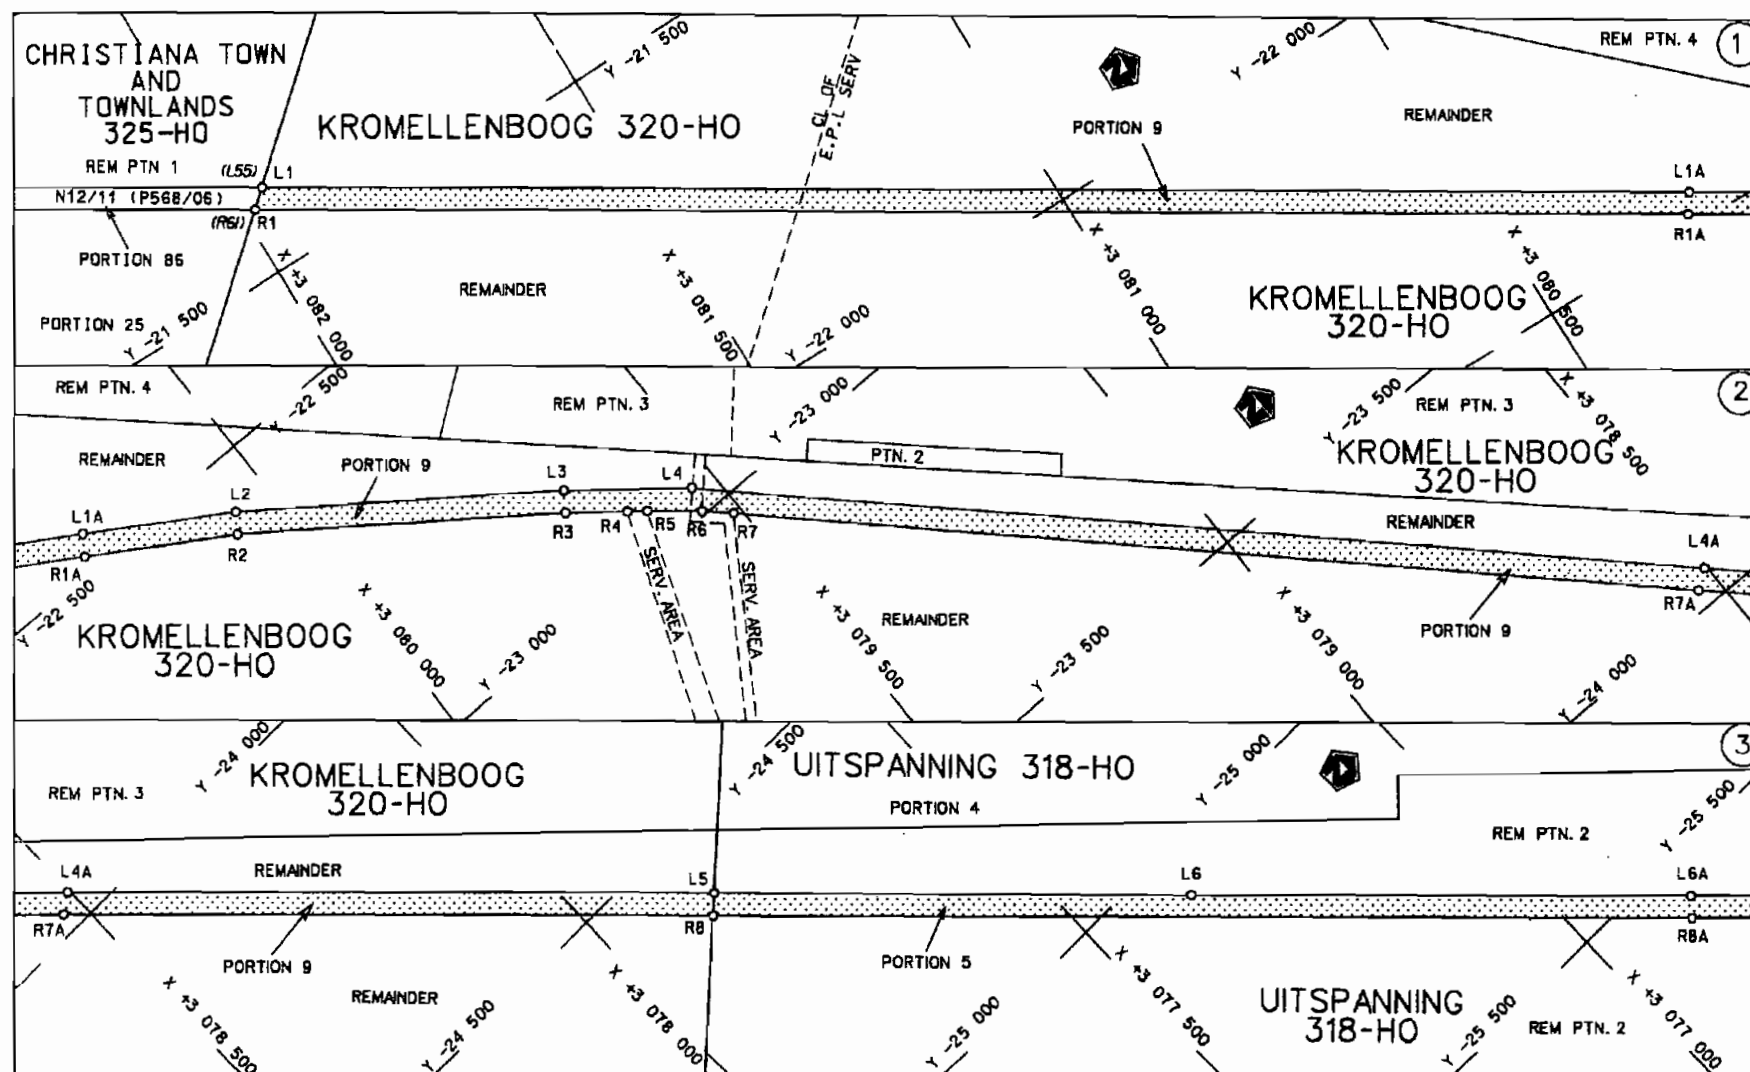 CHRISTIANA TOWN
AND
TOWNLANDS
325-HO
REM PTN 1
(L55)
L1
N12/11 (P568/06)
(R61)
R1
PORTION 86
PORTION 25
Y -21 500
X +3 082 000
KROMELLENBOOG 320-HO
Y -21 500
REMAINDER
X +3 081 500
CL OF
E.P.L SERV
Y -22 000
PORTION 9
X +3 081 000
Y -22 000
REMAINDER
REM PTN. 4
1
L1A
R1A
X +3 080 500
KROMELLENBOOG
320-HO
REM PTN. 4
Y -22 500
REM PTN. 3
Y -23 000
Y -23 500
REM PTN. 3
X +3 078 500
2
KROMELLENBOOG
320-HO
REMAINDER
PORTION 9
PTN. 2
L1A
L2
L3
L4
REMAINDER
L4A
R1A
R2
R3
R4
R5
R6
R7
R7A
Y -22 500
KROMELLENBOOG
320-HO
X +3 080 000
Y -23 000
SERV. AREA
SERV. AREA
X +3 079 500
REMAINDER
Y -23 500
X +3 079 000
PORTION 9
Y -24 000
Y -24 000
KROMELLENBOOG
320-HO
REM PTN. 3
Y -24 500
UITSPANNING 318-HO
PORTION 4
Y -25 000
3
REM PTN. 2
Y -25 500
L4A
REMAINDER
L5
L6
L6A
R7A
R8
R8A
PORTION 9
PORTION 5
X +3 078 500
REMAINDER
Y -24 500
X +3 078 000
Y -25 000
X +3 077 500
UITSPANNING
318-HO
Y -25 500
REM PTN. 2
X +3 077 000